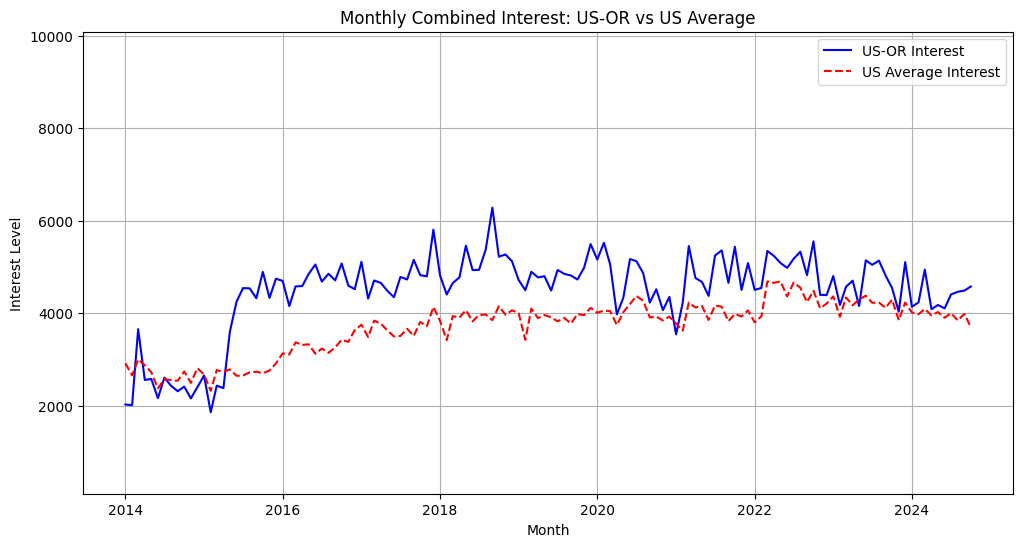 Monthly Combined Interest: US-OR vs US Average
US-OR Interest
US Average Interest
Interest Level
10000
8000
6000
4000
2000
2014 2016 2018 2020 2022 2024
Month